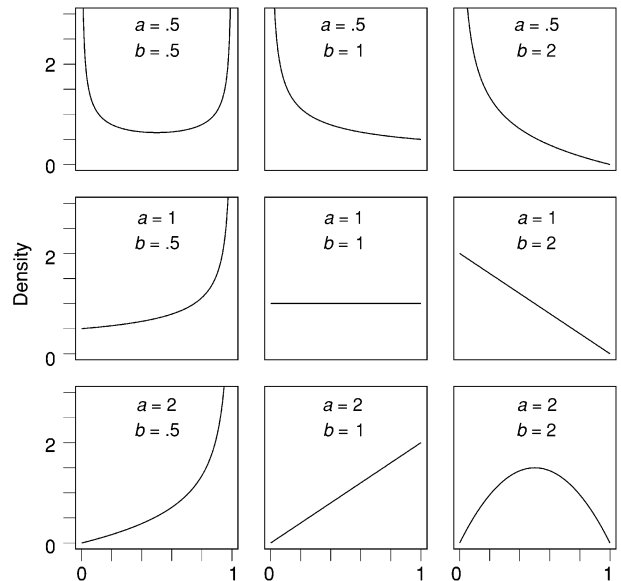 a = .5
b = .5
a = .5
b = 1
a = .5
b = 2
2
0
a = 1
b = .5
a = 1
b = 1
a = 1
b = 2
2
0
Density
a = 2
b = .5
a = 2
b = 1
a = 2
b = 2
2
0
0 1 0 1 0 1